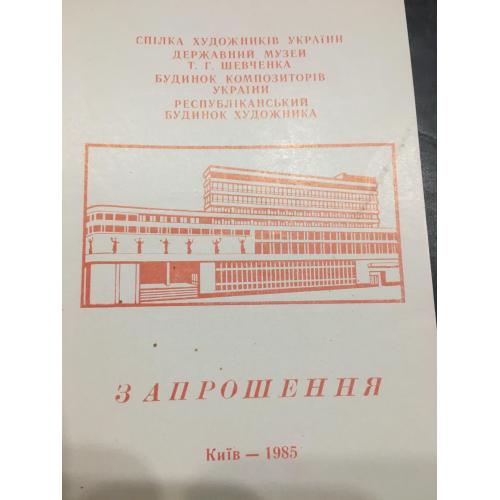 СПІЛКА ХУДОЖНИКІВ УКРАЇНИ
ДЕРЖАВНИЙ МУЗЕЙ
Т. Г. ШЕВЧЕНКА
БУДИНОК КОМПОЗИТОРІВ
УКРАЇНИ
РЕСПУБЛІКАНСЬКИЙ
БУДИНОК ХУДОЖНИКА
ЗАПРОШЕННЯ
Київ — 1985